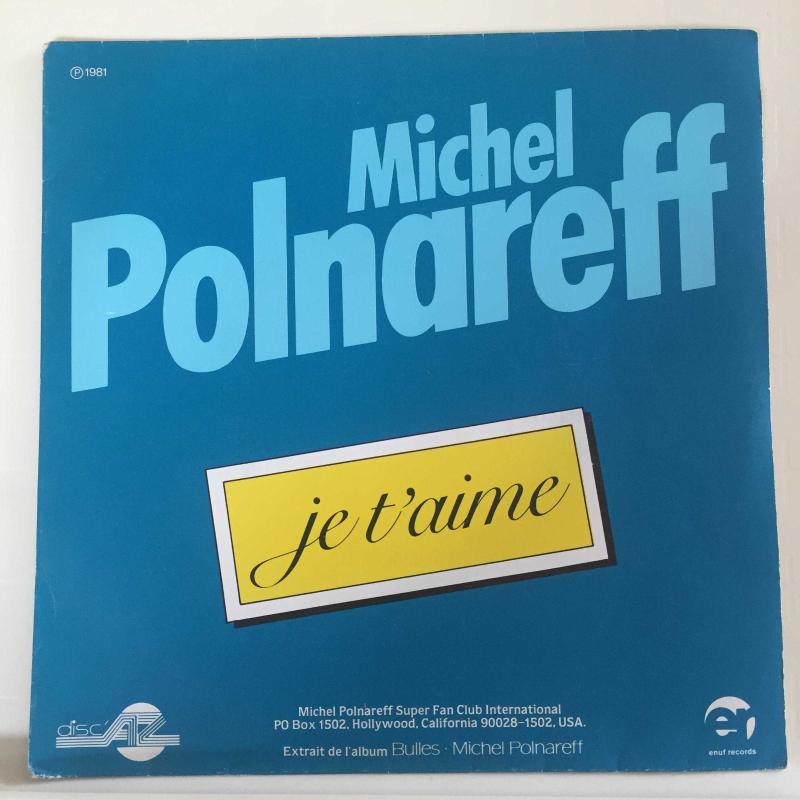 ℗ 1981
Michel
Polnareff
je t'aime
disc'AZ
Michel Polnareff Super Fan Club International
PO Box 1502, Hollywood, California 90028-1502, USA.
Extrait de l'album Bulles · Michel Polnareff
er
enuf records